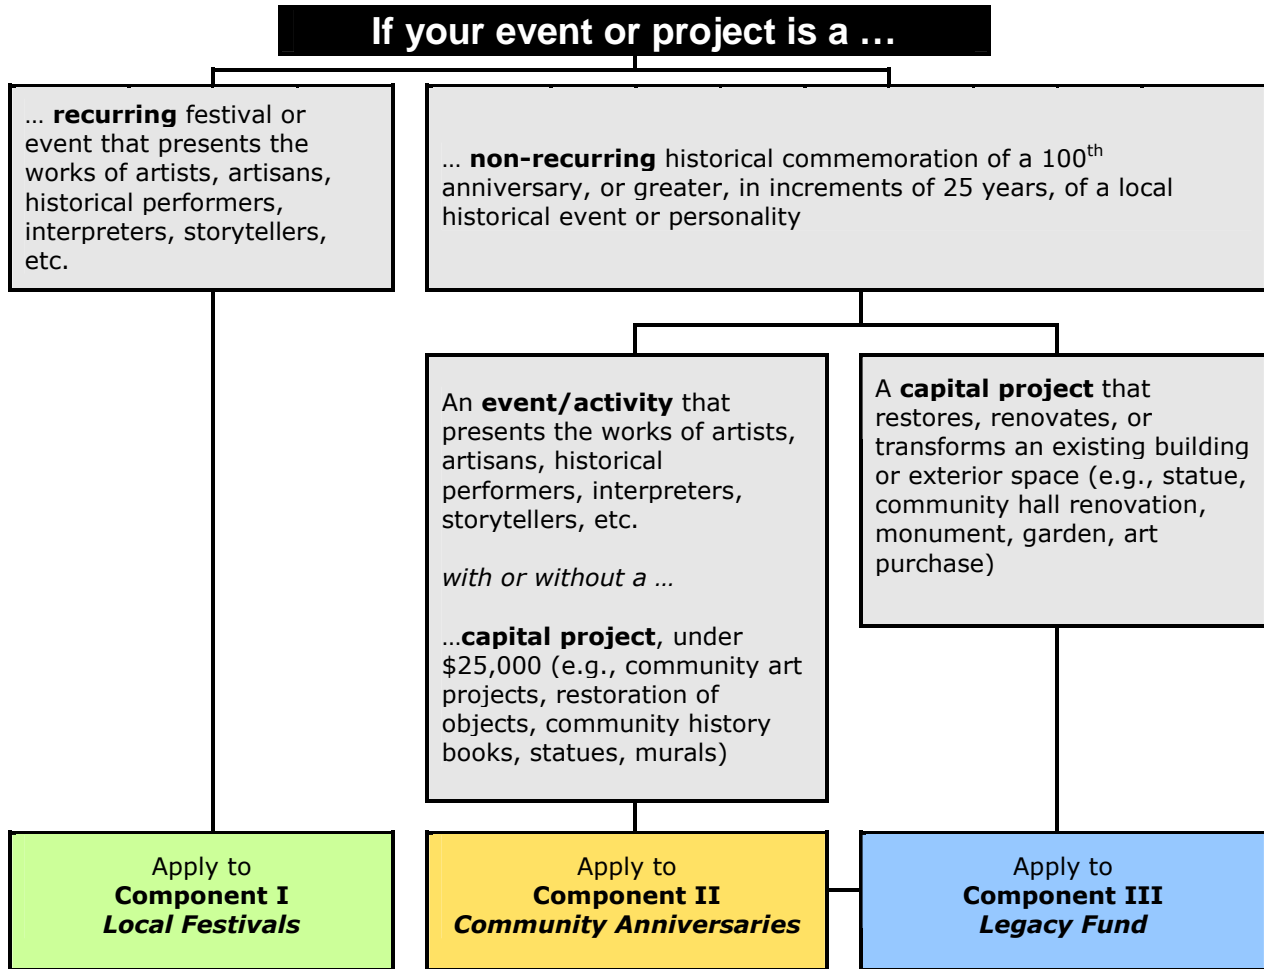 If your event or project is a …
… recurring festival or
event that presents the
works of artists, artisans,
historical performers,
interpreters, storytellers,
etc.
… non-recurring historical commemoration of a 100th
anniversary, or greater, in increments of 25 years, of a local
historical event or personality
An event/activity that
presents the works of artists,
artisans, historical
performers, interpreters,
storytellers, etc.
with or without a …
…capital project, under
$25,000 (e.g., community art
projects, restoration of
objects, community history
books, statues, murals)
A capital project that
restores, renovates, or
transforms an existing building
or exterior space (e.g., statue,
community hall renovation,
monument, garden, art
purchase)
Apply to
Component I
Local Festivals
Apply to
Component II
Community Anniversaries
Apply to
Component III
Legacy Fund